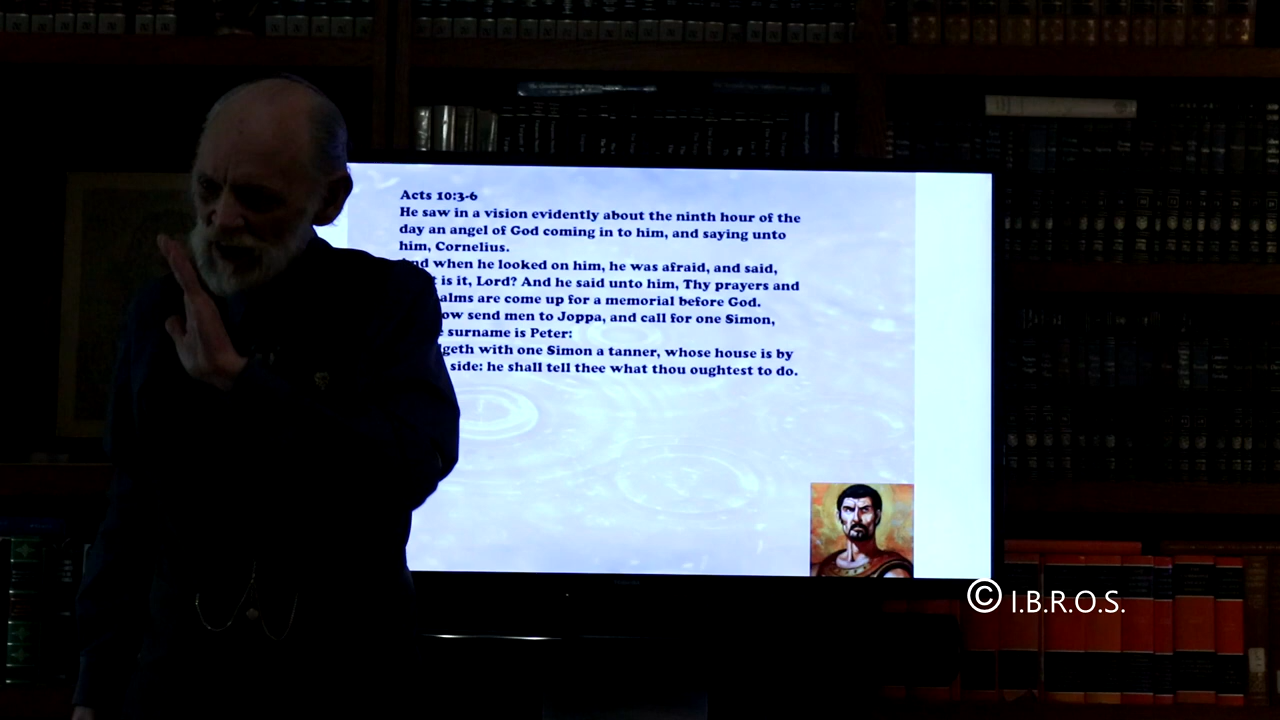 Acts 10:3-6
He saw in a vision evidently about the ninth hour of the
day an angel of God coming in to him, and saying unto
him, Cornelius.
when he looked on him, he was afraid, and said,
is it, Lord? And he said unto him, Thy prayers and
alms are come up for a memorial before God.
send men to Joppa, and call for one Simon,
surname is Peter:
with one Simon a tanner, whose house is by
side: he shall tell thee what thou oughtest to do.
© I.B.R.O.S.